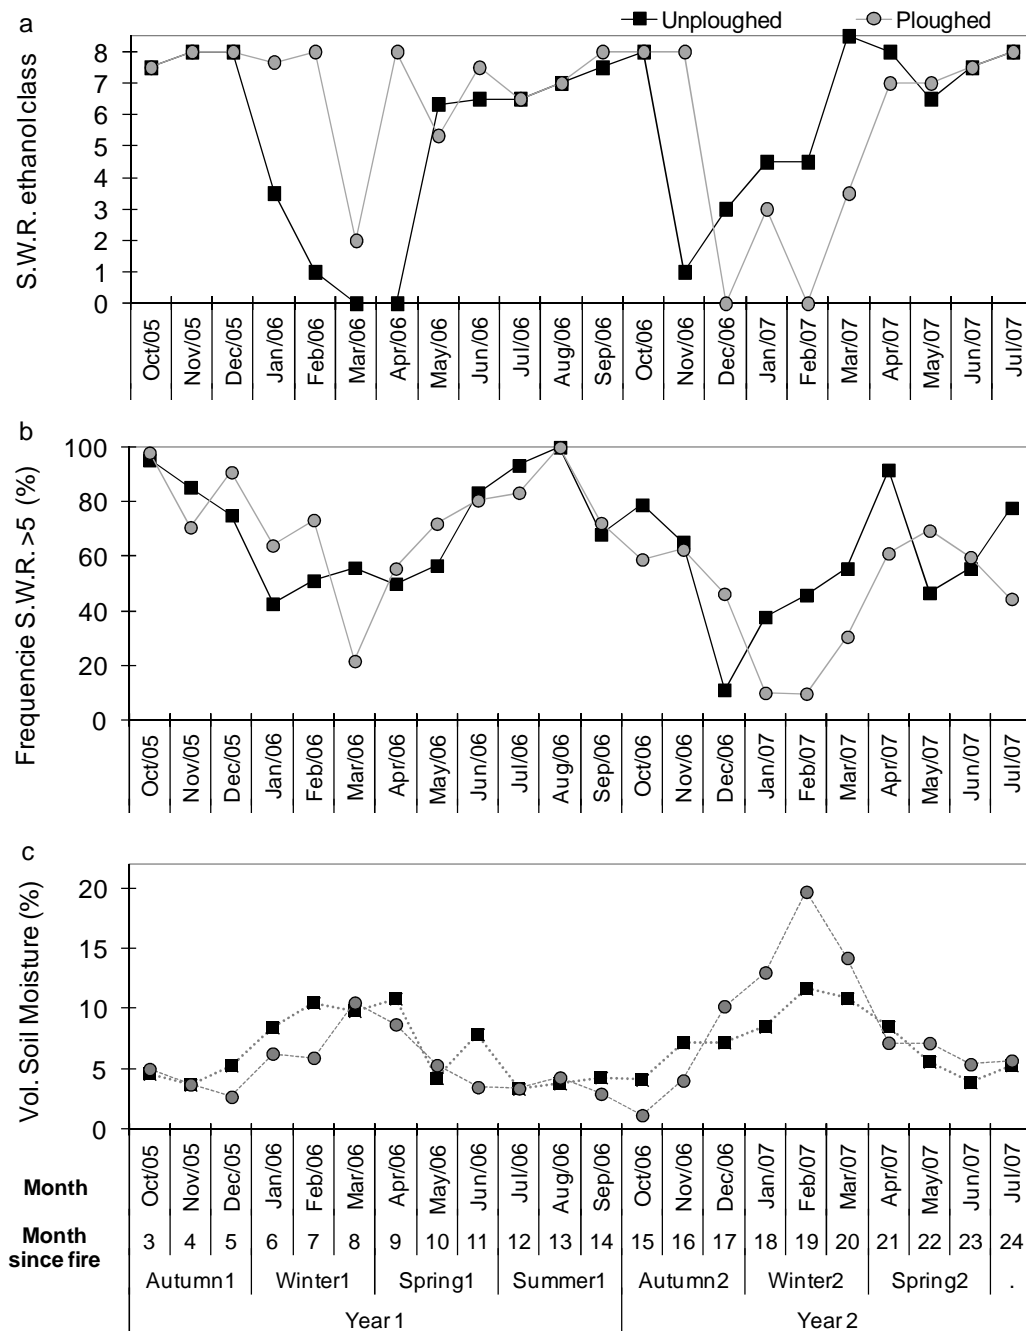 a
Unploughed Ploughed
S.W.R. ethanol class
8
7
6
5
4
3
2
1
0
Oct/05 Nov/05 Dec/05 Jan/06 Feb/06 Mar/06 Apr/06 May/06 Jun/06 Jul/06 Aug/06 Sep/06 Oct/06 Nov/06 Dec/06 Jan/07 Feb/07 Mar/07 Apr/07 May/07 Jun/07 Jul/07
b
Frequencie S.W.R. >5 (%)
100
80
60
40
20
0
Oct/05 Nov/05 Dec/05 Jan/06 Feb/06 Mar/06 Apr/06 May/06 Jun/06 Jul/06 Aug/06 Sep/06 Oct/06 Nov/06 Dec/06 Jan/07 Feb/07 Mar/07 Apr/07 May/07 Jun/07 Jul/07
c
Vol. Soil Moisture (%)
20
15
10
5
0
Month
Oct/05 Nov/05 Dec/05 Jan/06 Feb/06 Mar/06 Apr/06 May/06 Jun/06 Jul/06 Aug/06 Sep/06 Oct/06 Nov/06 Dec/06 Jan/07 Feb/07 Mar/07 Apr/07 May/07 Jun/07 Jul/07
Month
since fire
3 4 5 6 7 8 9 10 11 12 13 14 15 16 17 18 19 20 21 22 23 24
Autumn1 Winter1 Spring1 Summer1 Autumn2 Winter2 Spring2 .
Year 1 Year 2